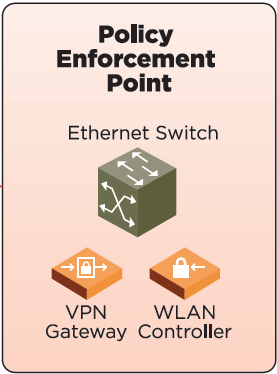 Policy
Enforcement
Point
Ethernet Switch
VPN
Gateway
WLAN
Controller